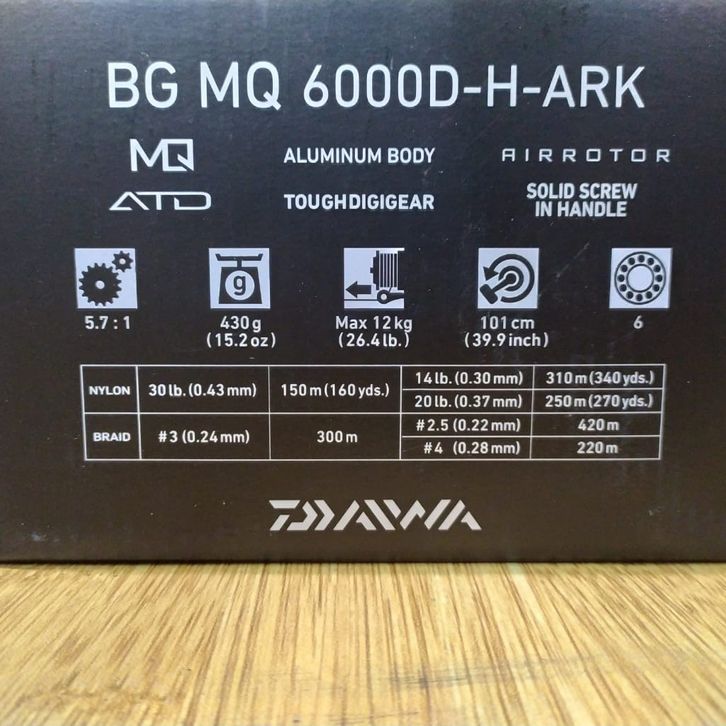 BG MQ 6000D-H-ARK
MQ ALUMINUM BODY AIRROTOR
ATD TOUGHDIGIGEAR SOLID SCREW
IN HANDLE
g
5.7 : 1 430 g Max 12 kg 101 cm 6
(15.2 oz) (26.4 lb.) (39.9 inch)
NYLON 30 lb. (0.43 mm) 150 m (160 yds.) 14 lb. (0.30 mm) 310 m (340 yds.)
20 lb. (0.37 mm) 250 m (270 yds.)
BRAID #3 (0.24 mm) 300 m #2.5 (0.22 mm) 420 m
#4 (0.28 mm) 220 m
DAIWA